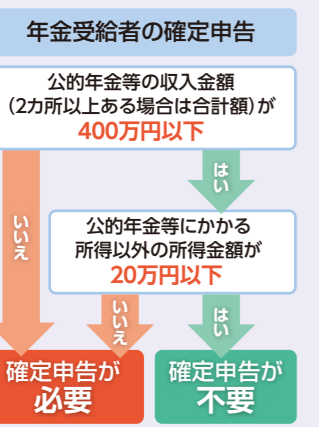 年金受給者の確定申告
公的年金等の収入金額
（2カ所以上ある場合は合計額）が
400万円以下
はい
いいえ
公的年金等にかかる
所得以外の所得金額が
20万円以下
いいえ
はい
確定申告が
必要
確定申告が
不要